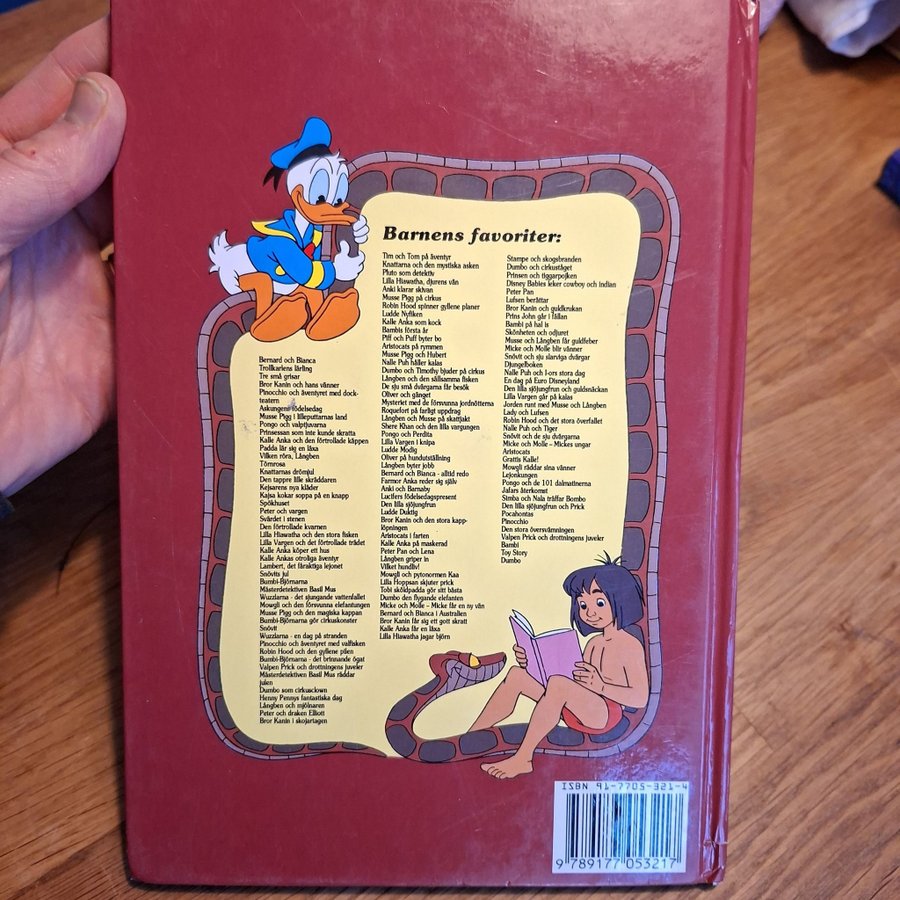 Barnens favoriter:
Bernard och Bianca
Trollkarlens lärling
Tre små grisar
Bror Kanin och hans vänner
Pinocchio och äventyret med dock-
teatern
Askungens födelsedag
Musse Pigg i lilleputtarnas land
Pongo och valptjuvarna
Prinsessan som inte kunde skratta
Kalle Anka och den förtrollade käppen
Padda lär sig en läxa
Vilken röra, Långben
Törnrosa
Knattarnas drömjul
Den tappre lille skräddaren
Kejsarens nya kläder
Kajsa kokar soppa på en knapp
Spökhuset
Peter och vargen
Svärdet i stenen
Den förtrollade kvarnen
Lilla Hiawatha och den stora fisken
Lilla Vargen och det förtrollade trädet
Kalle Anka köper ett hus
Kalle Ankas otroliga äventyr
Lambert, det fåraktiga lejonet
Snövits jul
Bumbi-Björnarna
Mästerdetektiven Basil Mus
Wuzzlarna - det sjungande vattenfallet
Mowgli och den försvunna elefantungen
Musse Pigg och den magiska kappan
Bumbi-Björnarna gör cirkuskonster
Snövit
Wuzzlarna - en dag på stranden
Pinocchio och äventyret med valfisken
Robin Hood och den gyllene pilen
Bumbi-Björnarna - det brinnande ögat
Valpen Prick och drottningens juveler
Mästerdetektiven Basil Mus räddar
julen
Dumbo som cirkusclown
Henny Pennys fantastiska dag
Långben och mjölnaren
Peter och draken Elliott
Bror Kanin i skojartagen
Tim och Tom på äventyr
Knattarna och den mystiska asken
Pluto som detektiv
Lilla Hiawatha, djurens vän
Anki klarar skivan
Musse Pigg på cirkus
Robin Hood spinner gyllene planer
Ludde Nyfiken
Kalle Anka som kock
Bambis första år
Piff och Puff byter bo
Aristocats på rymmen
Musse Pigg och Hubert
Nalle Puh håller kalas
Dumbo och Timothy bjuder på cirkus
Långben och den sällsamma fisken
De sju små dvärgarna får besök
Oliver och gänget
Mysteriet med de försvunna jordnötterna
Roquefort på farligt uppdrag
Långben och Musse på skattjakt
Shere Khan och den lilla vargungen
Pongo och Perdita
Lilla Vargen i knipa
Ludde Modig
Oliver på hundutställning
Långben byter jobb
Bernard och Bianca - alltid redo
Farmor Anka reder sig själv
Anki och Barnaby
Lucifers födelsedagspresent
Den lilla sjöjungfrun
Ludde Duktig
Bror Kanin och den stora kapp-
löpningen
Aristocats i farten
Kalle Anka på maskerad
Peter Pan och Lena
Långben griper in
Vilket hundliv!
Mowgli och pytonormen Kaa
Lilla Hoppsan skjuter prick
Tobi sköldpadda gör sitt bästa
Dumbo den flygande elefanten
Micke och Molle – Micke får en ny vän
Bernard och Bianca i Australien
Bror Kanin får sig ett gott skratt
Kalle Anka får en läxa
Lilla Hiawatha jagar björn
Stampe och skogsbranden
Dumbo och cirkuståget
Prinsen och tiggarpojken
Disney Babies leker cowboy och indian
Peter Pan
Lufsen berättar
Bror Kanin och guldkrukan
Prins John går i fällan
Bambi på hal is
Skönheten och odjuret
Musse och Långben får guldfeber
Micke och Molle blir vänner
Snövit och sju slarviga dvärgar
Djungelboken
Nalle Puh och I-ors stora dag
En dag på Euro Disneyland
Den lilla sjöjungfrun och guldsnäckan
Lilla Vargen går på kalas
Jorden runt med Musse och Långben
Lady och Lufsen
Robin Hood och det stora överfallet
Nalle Puh och Tiger
Snövit och de sju dvärgarna
Micke och Molle – Mickes ungar
Aristocats
Grattis Kalle!
Mowgli räddar sina vänner
Lejonkungen
Pongo och de 101 dalmatinerna
Jafars återkomst
Simba och Nala träffar Bombo
Den lilla sjöjungfrun och Prick
Pocahontas
Pinocchio
Den stora översvämningen
Valpen Prick och drottningens juveler
Bambi
Toy Story
Dumbo
ISBN 91-7705-321-4
9 789177 053217